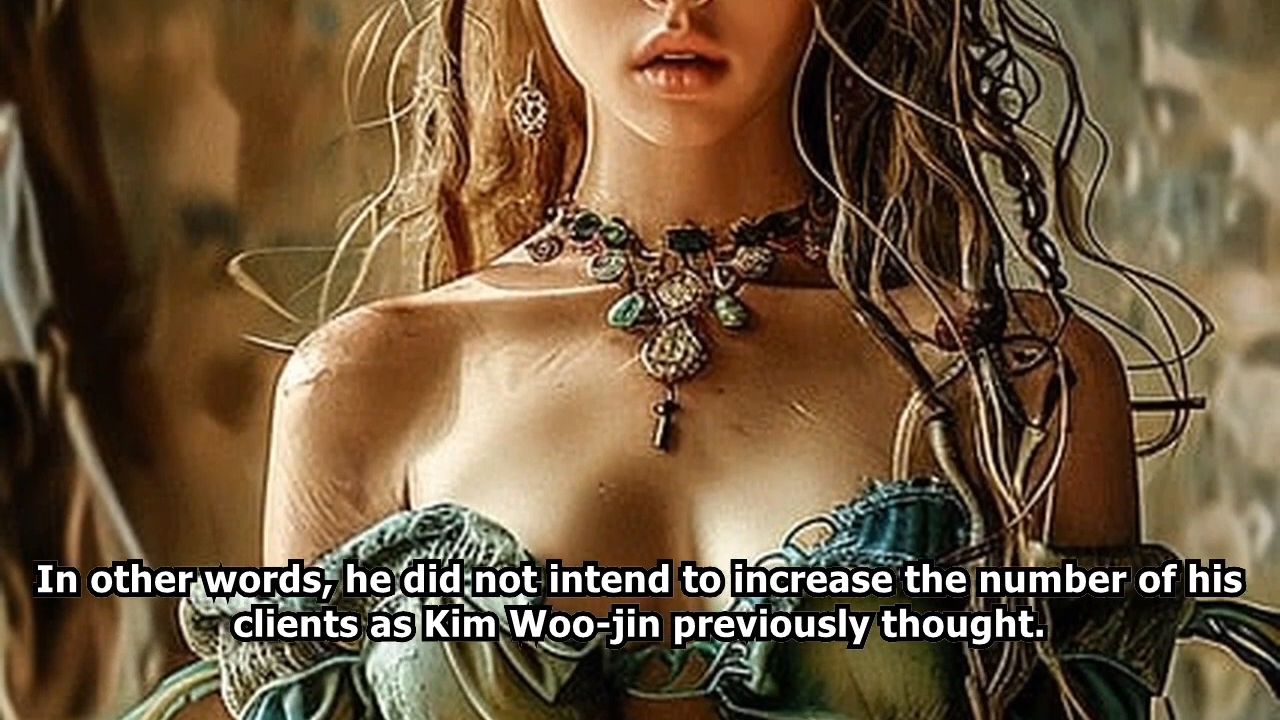 In other words, he did not intend to increase the number of his
clients as Kim Woo-jin previously thought.